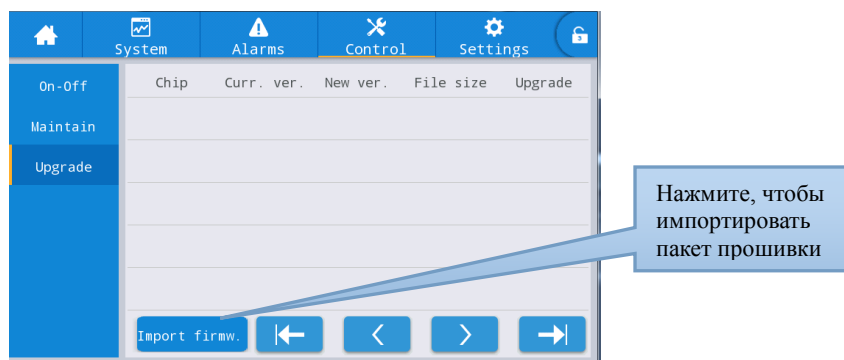 System Alarms Control Settings 3
On-Off
Maintain
Upgrade
Chip Curr. ver. New ver. File size Upgrade
Import firmw.
Нажмите, чтобы
импортировать
пакет прошивки